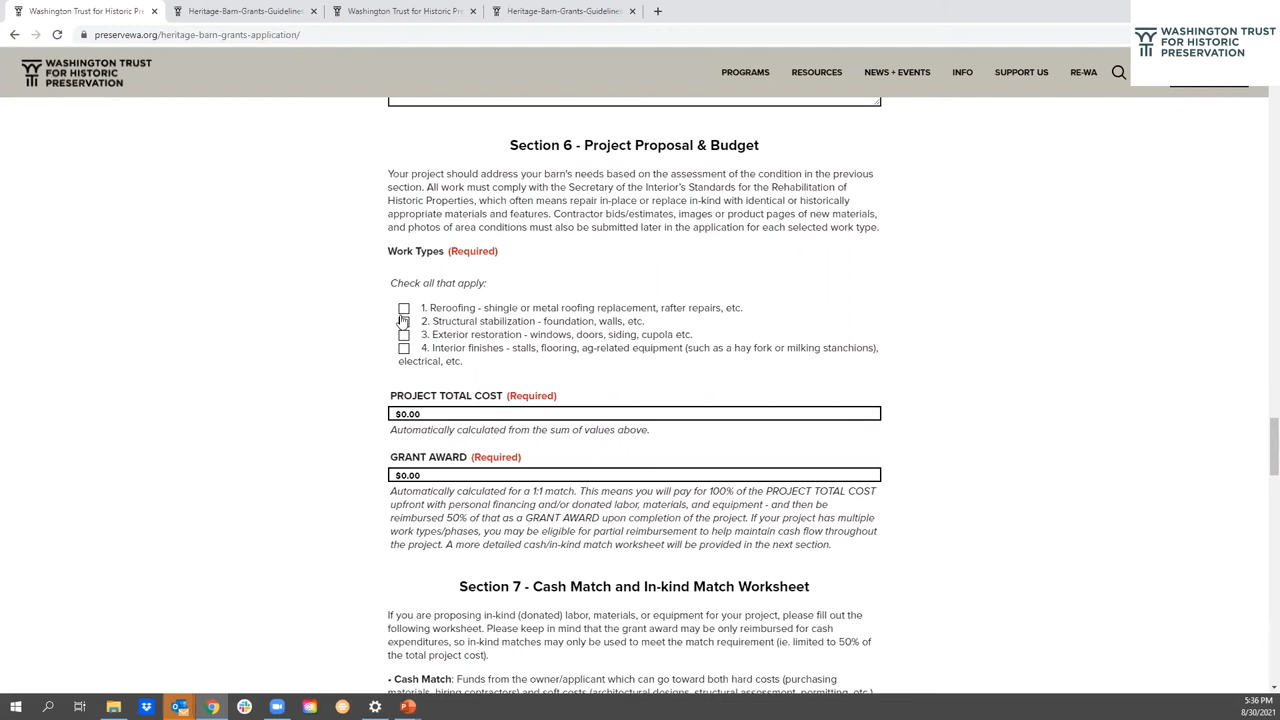 Washington Trust for Historic Pr
Heritage-Barn-Grants-Guidelines
Washington Trust for Historic Pr
Heritage-Barn-Grants-Guidelines
preservewa.org/heritage-barn-grants-application/
WASHINGTON TRUST
FOR HISTORIC
PRESERVATION
WASHINGTON TRUST
FOR HISTORIC
PRESERVATION
PROGRAMS RESOURCES NEWS + EVENTS INFO SUPPORT US RE-WA
Section 6 - Project Proposal & Budget
Your project should address your barn's needs based on the assessment of the condition in the previous
section. All work must comply with the Secretary of the Interior's Standards for the Rehabilitation of
Historic Properties, which often means repair in-place or replace in-kind with identical or historically
appropriate materials and features. Contractor bids/estimates, images or product pages of new materials,
and photos of area conditions must also be submitted later in the application for each selected work type.
Work Types (Required)
Check all that apply:
1. Reroofing - shingle or metal roofing replacement, rafter repairs, etc.
2. Structural stabilization - foundation, walls, etc.
3. Exterior restoration - windows, doors, siding, cupola etc.
4. Interior finishes - stalls, flooring, ag-related equipment (such as a hay fork or milking stanchions),
electrical, etc.
PROJECT TOTAL COST (Required)
$0.00
Automatically calculated from the sum of values above.
GRANT AWARD (Required)
$0.00
Automatically calculated for a 1:1 match. This means you will pay for 100% of the PROJECT TOTAL COST
upfront with personal financing and/or donated labor, materials, and equipment - and then be
reimbursed 50% of that as a GRANT AWARD upon completion of the project. If your project has multiple
work types/phases, you may be eligible for partial reimbursement to help maintain cash flow throughout
the project. A more detailed cash/in-kind match worksheet will be provided in the next section.
Section 7 - Cash Match and In-kind Match Worksheet
If you are proposing in-kind (donated) labor, materials, or equipment for your project, please fill out the
following worksheet. Please keep in mind that the grant award may be only reimbursed for cash
expenditures, so in-kind matches may only be used to meet the match requirement (ie. limited to 50% of
the total project cost).
• Cash Match: Funds from the owner/applicant which can go toward both hard costs (purchasing
materials, hiring contractors) and soft costs (architectural designs, structural assessment, permitting, etc.)
5:36 PM
8/30/2021